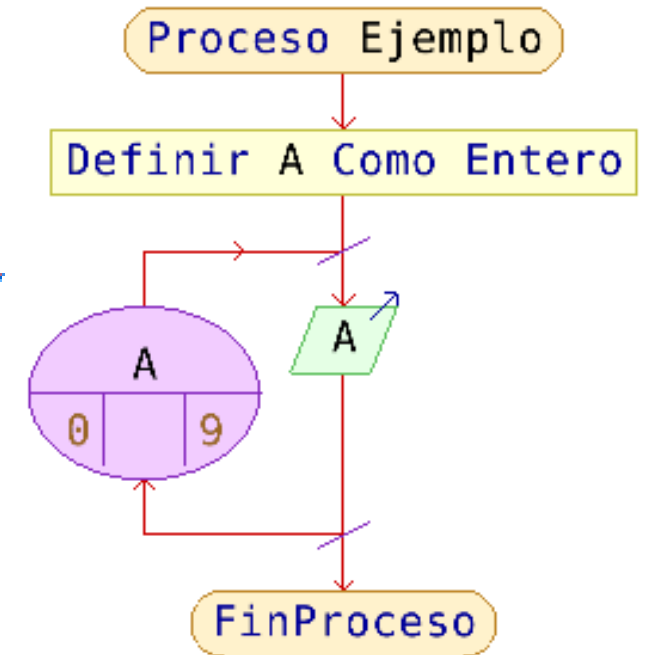 Proceso Ejemplo
Definir A Como Entero
A
A
0 9
FinProceso